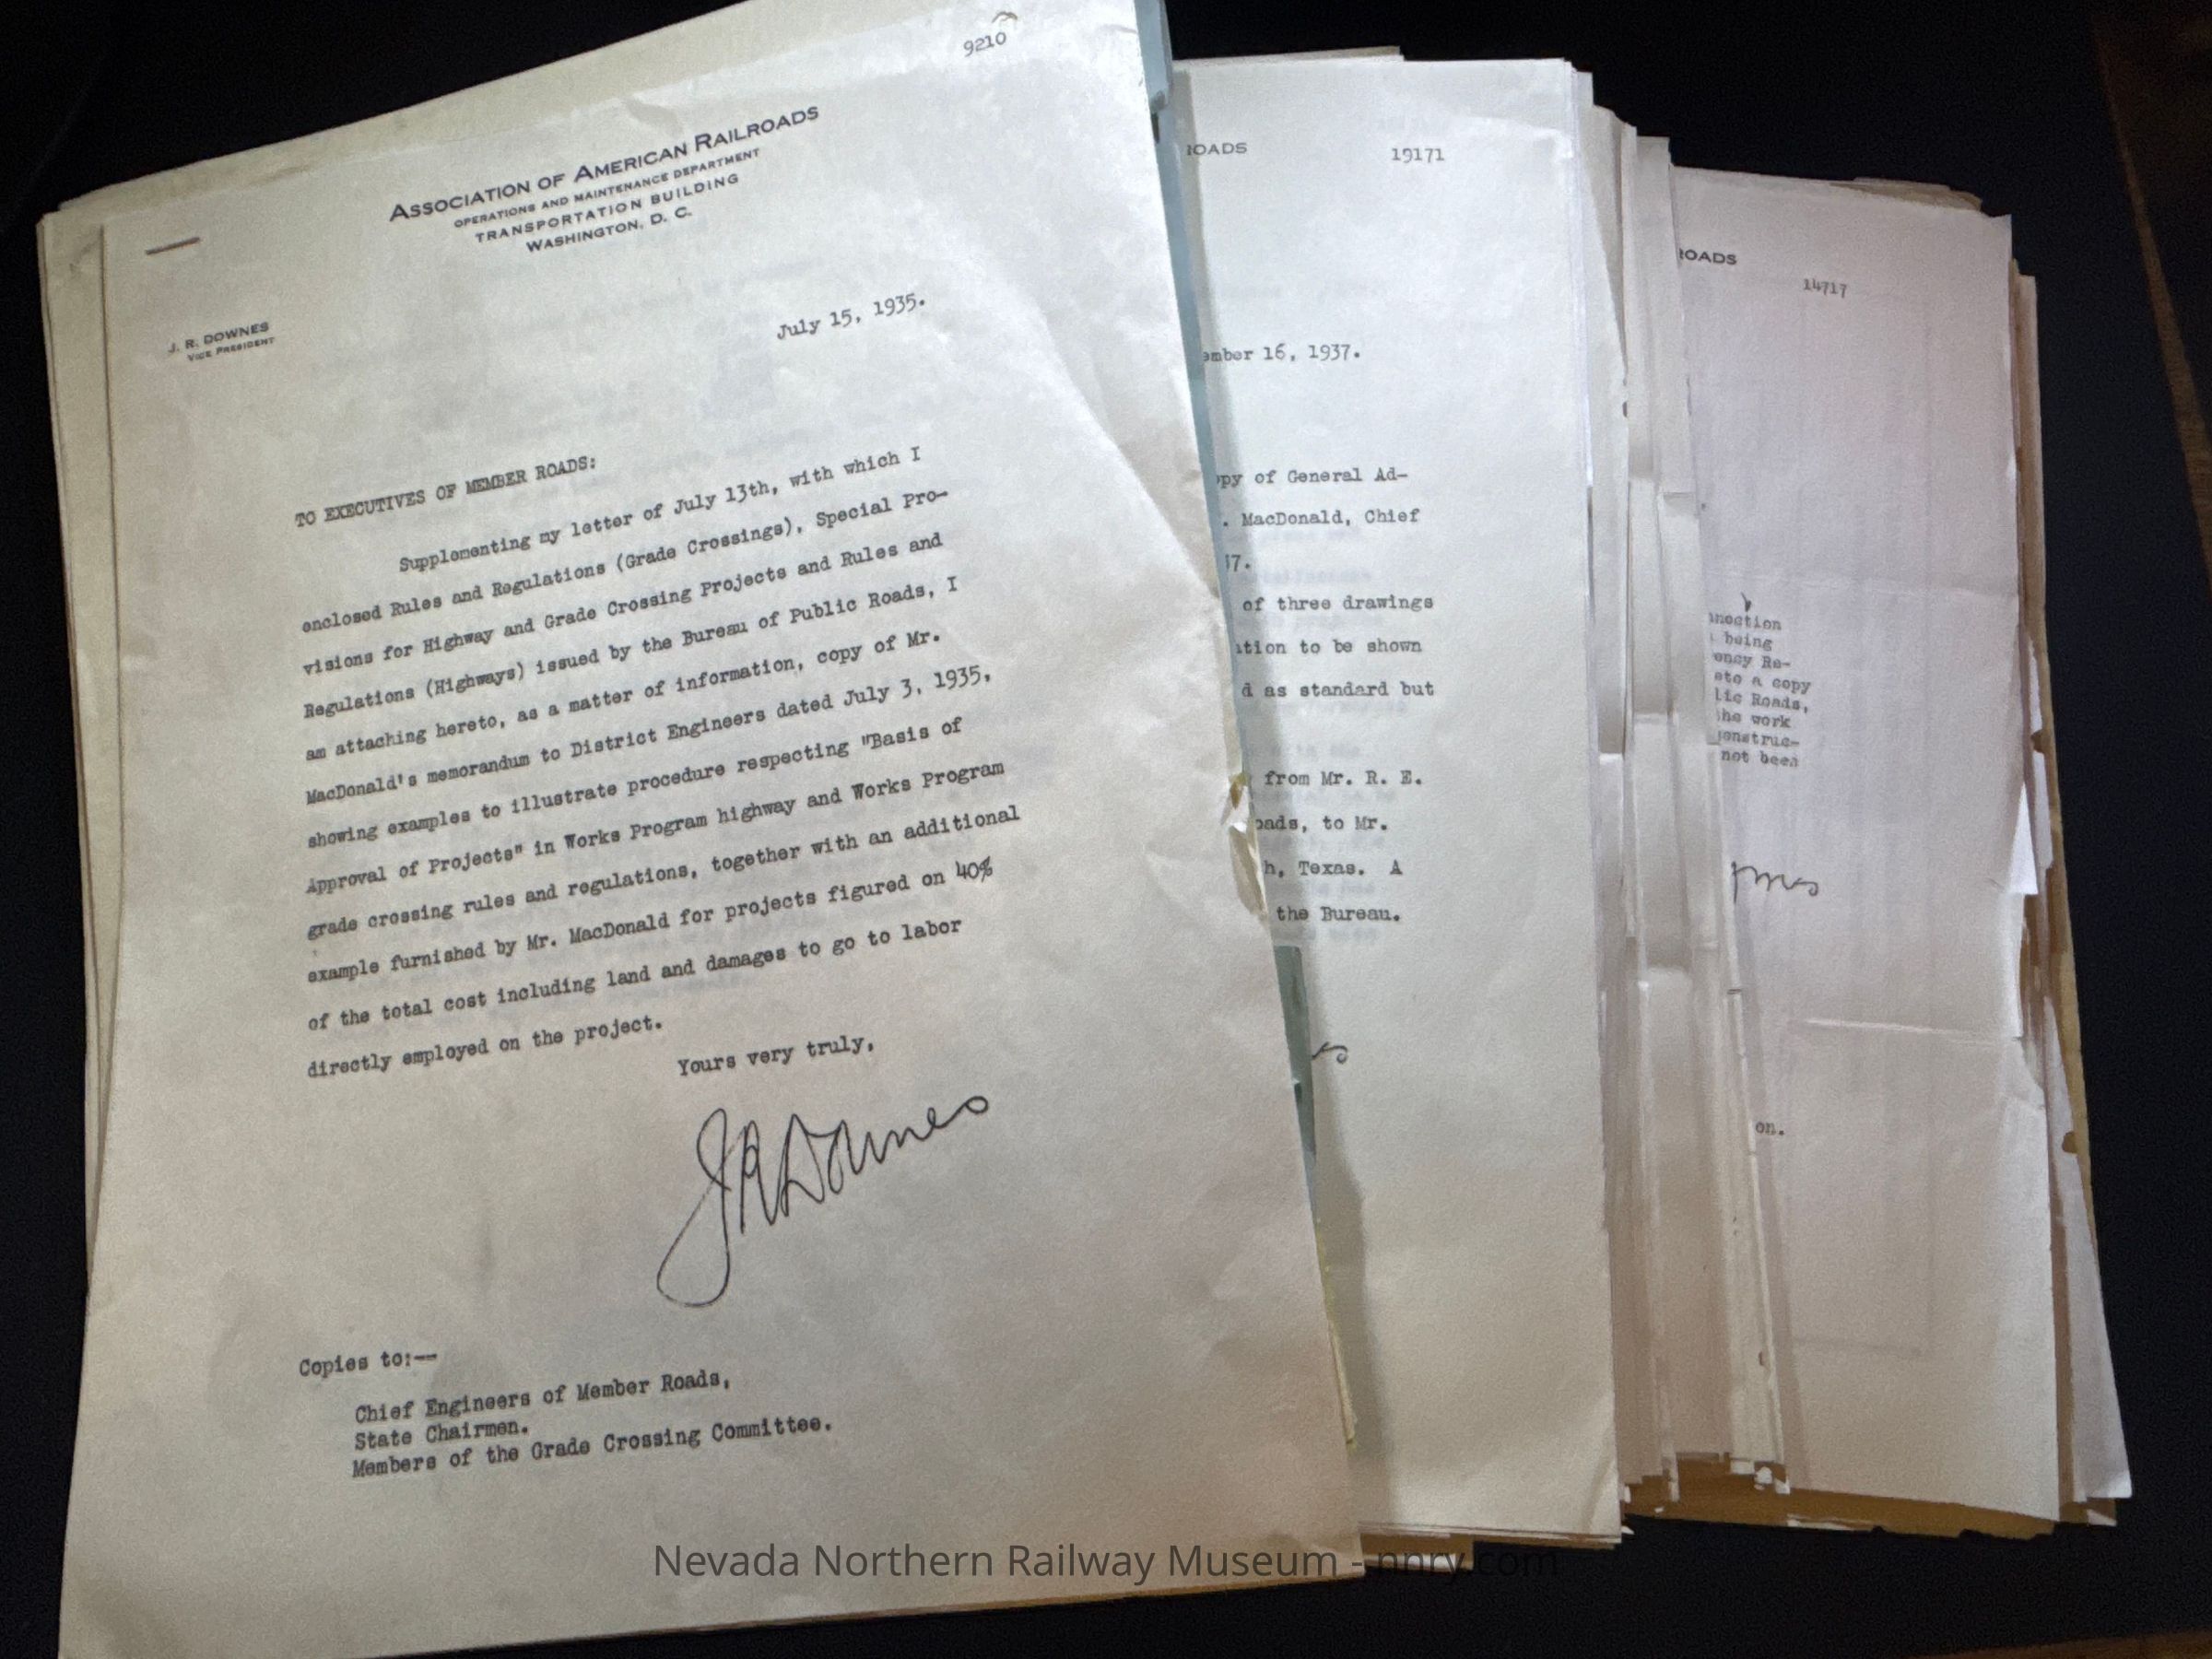 9210
ASSOCIATION OF AMERICAN RAILROADS
OPERATIONS AND MAINTENANCE DEPARTMENT
TRANSPORTATION BUILDING
WASHINGTON, D. C.
J. R. DOWNES
VICE PRESIDENT
July 15, 1935.
TO EXECUTIVES OF MEMBER ROADS:
Supplementing my letter of July 13th, with which I
enclosed Rules and Regulations (Grade Crossings), Special Pro-
visions for Highway and Grade Crossing Projects and Rules and
Regulations (Highways) issued by the Bureau of Public Roads, I
am attaching hereto, as a matter of information, copy of Mr.
MacDonald's memorandum to District Engineers dated July 3, 1935,
showing examples to illustrate procedure respecting "Basis of
Approval of Projects" in Works Program highway and Works Program
grade crossing rules and regulations, together with an additional
example furnished by Mr. MacDonald for projects figured on 40%
of the total cost including land and damages to go to labor
directly employed on the project.
Yours very truly,
JRDownes
Copies to:--
Chief Engineers of Member Roads,
State Chairmen.
Members of the Grade Crossing Committee.
ROADS
19171
ember 16, 1937.
opy of General Ad-
. MacDonald, Chief
37.
of three drawings
ation to be shown
d as standard but
from Mr. R. E.
oads, to Mr.
h, Texas. A
the Bureau.
ROADS
14717
nnection
being
ency Re-
eto a copy
lic Roads,
he work
onstruc-
not been
on.
Nevada Northern Railway Museum - nnry.com